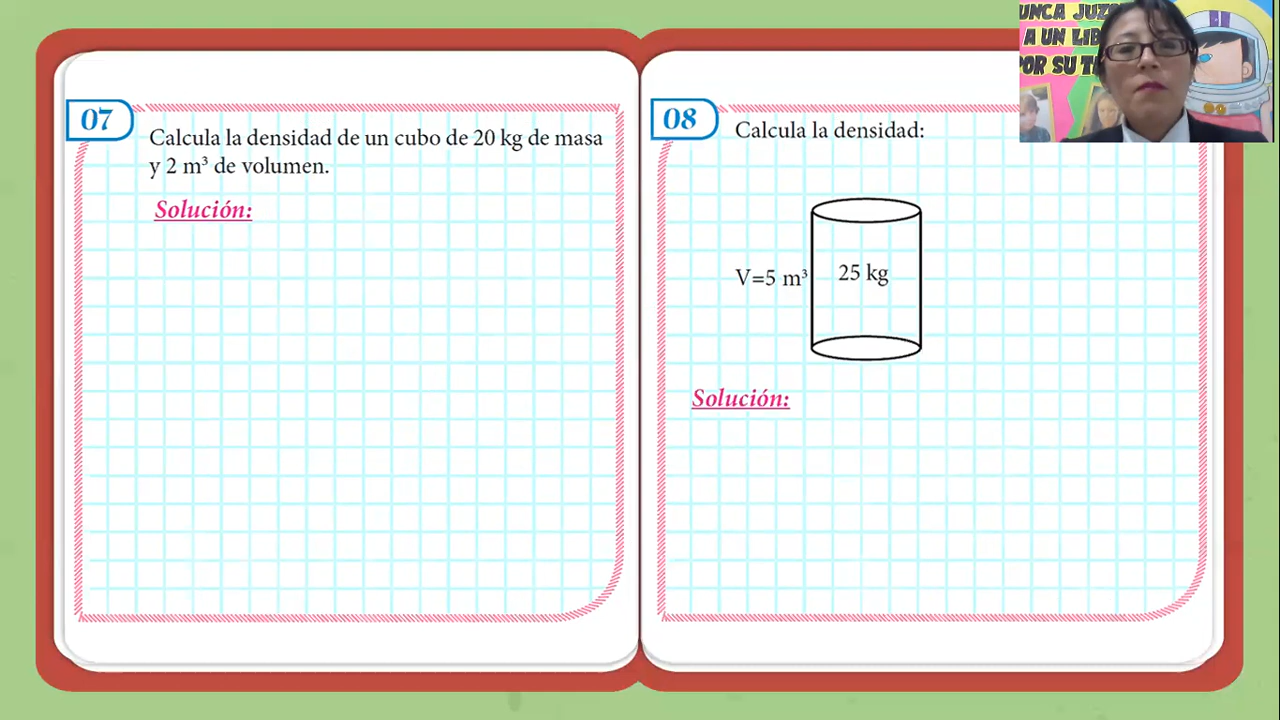 07
Calcula la densidad de un cubo de 20 kg de masa
y 2 m³ de volumen.
Solución:
08
Calcula la densidad:
V=5 m³
25 kg
Solución:
UNCA JUZ
A UN LIB
POR SU T